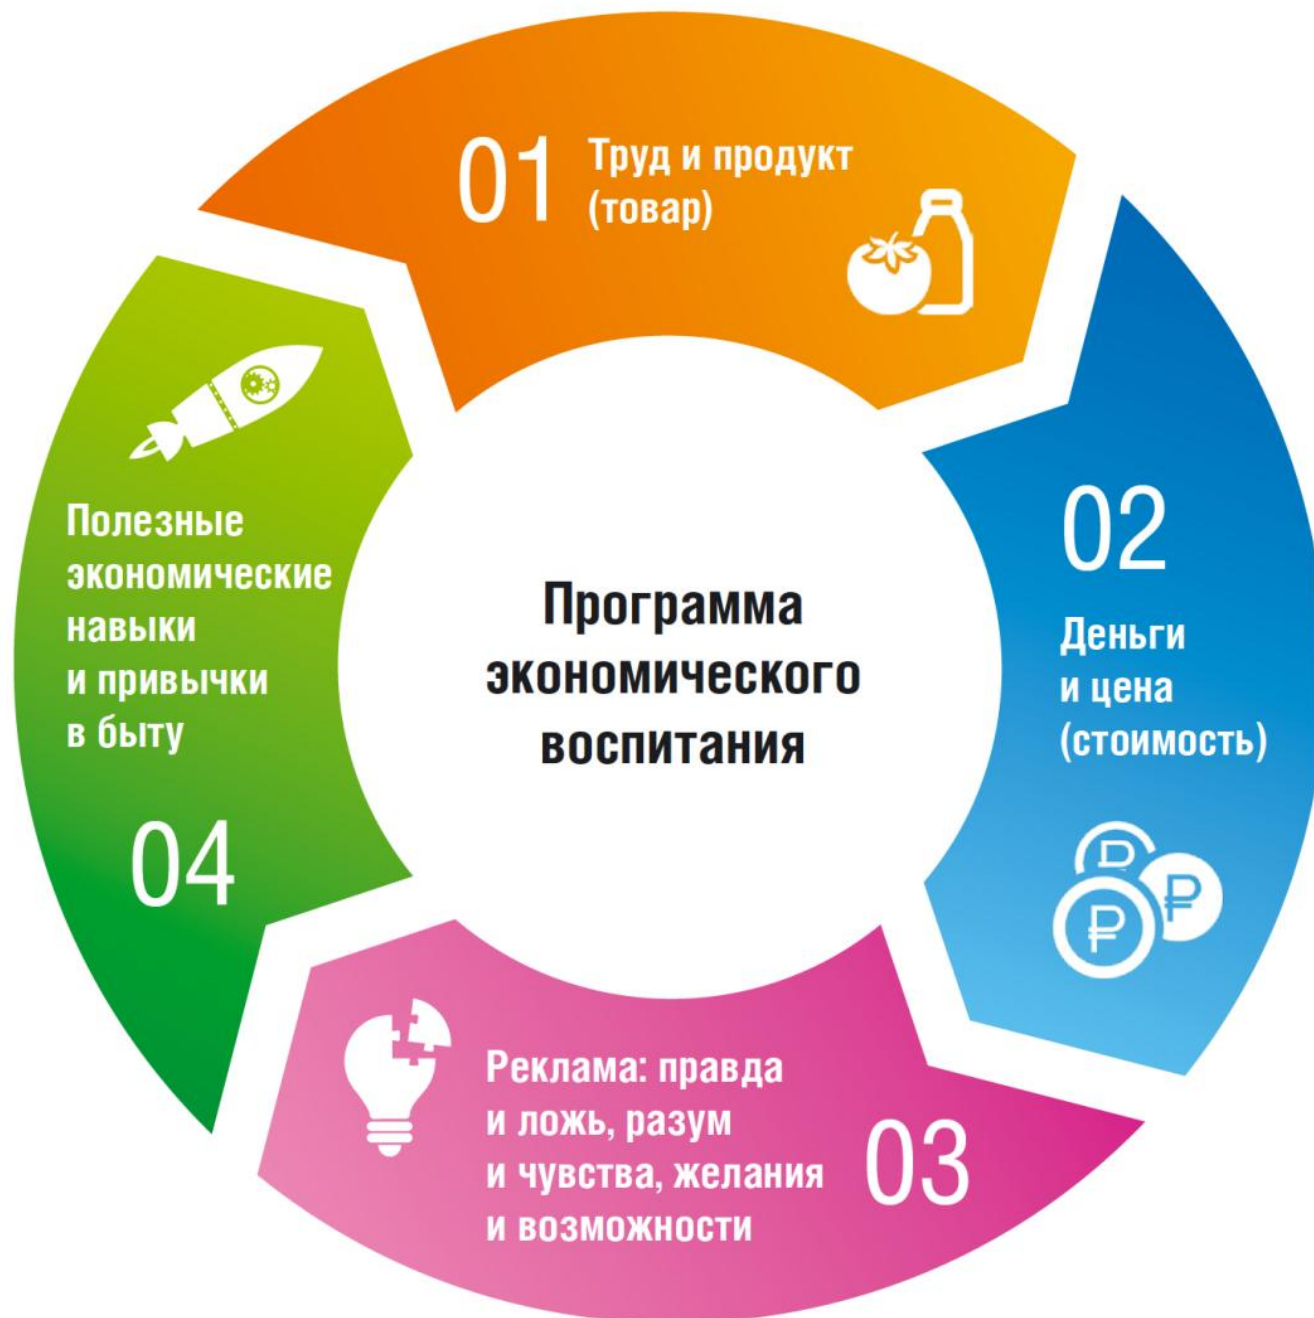 01
Труд и продукт
(товар)
02
Деньги
и цена
(стоимость)
Реклама: правда
и ложь, разум
и чувства, желания
и возможности
03
Полезные
экономические
навыки
и привычки
в быту
04
Программа
экономического
воспитания